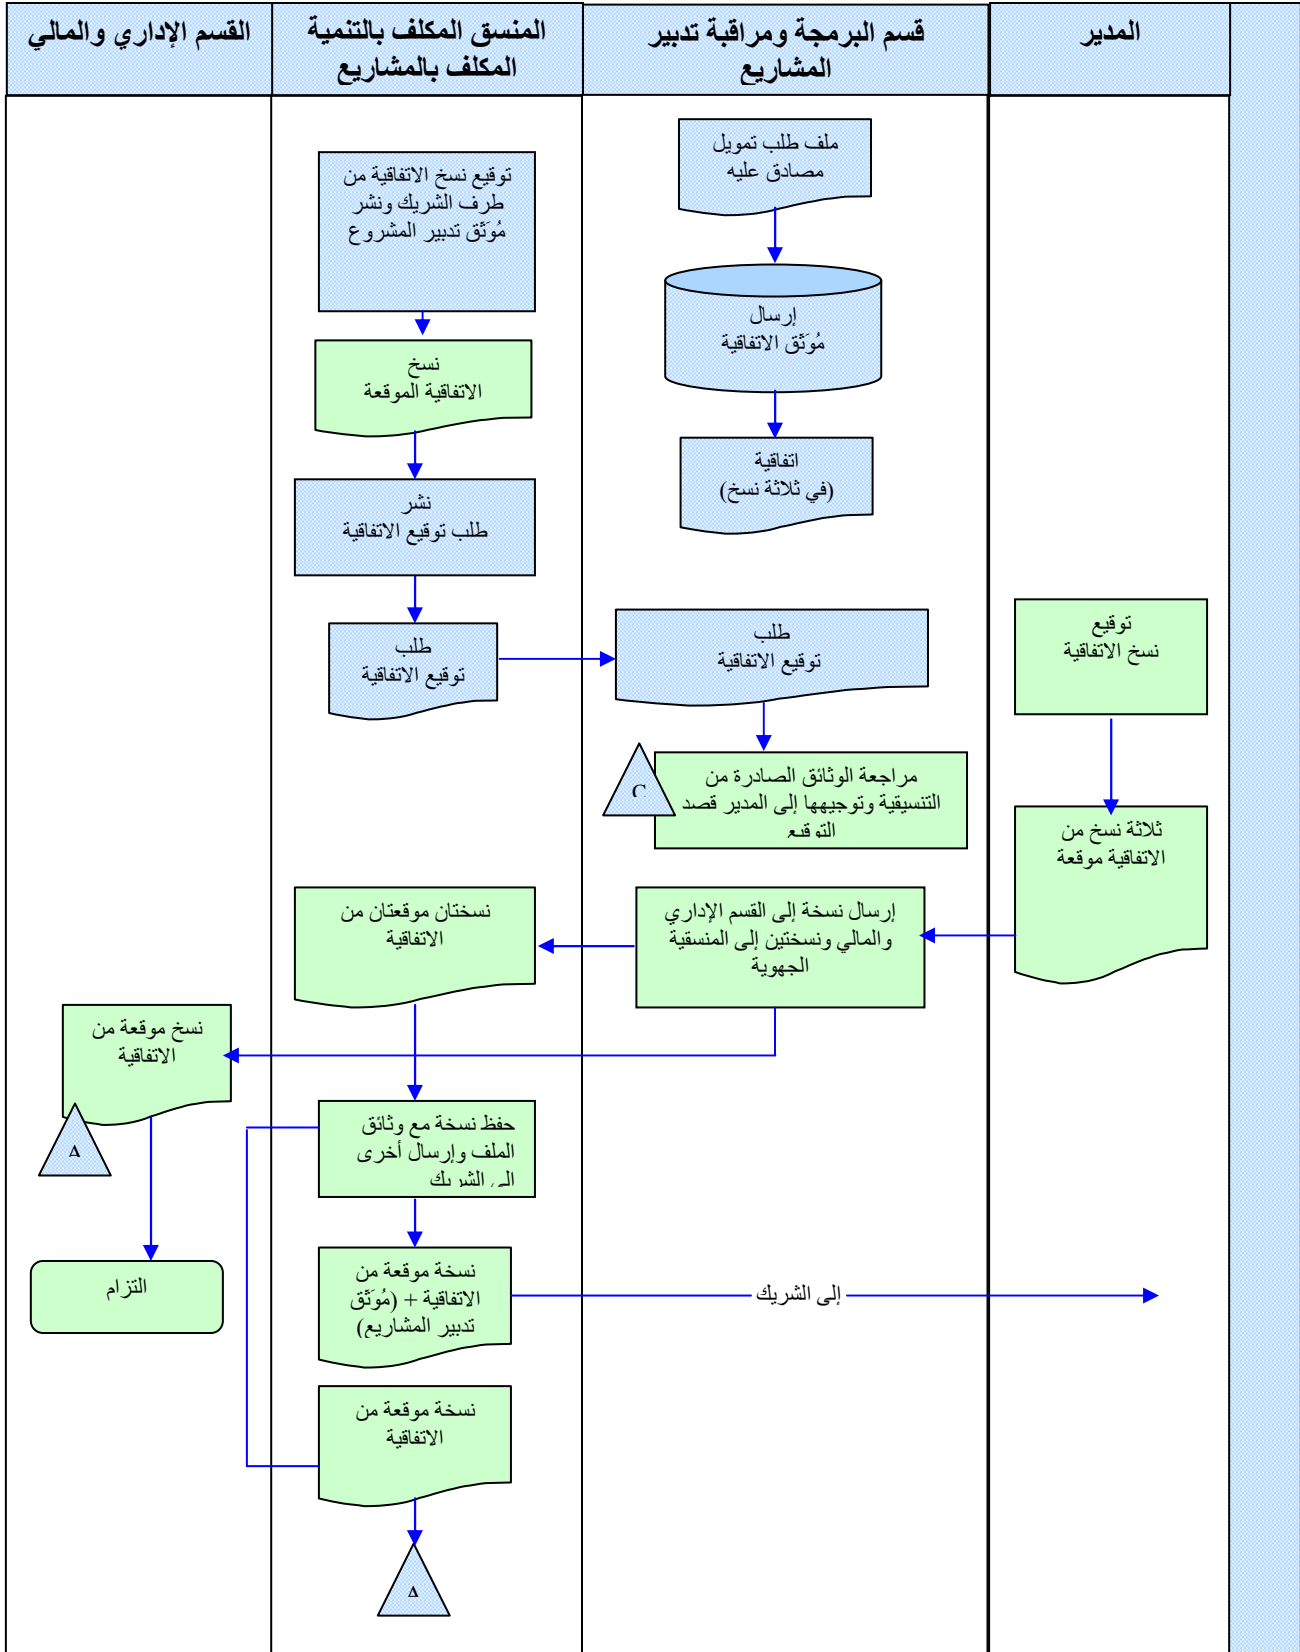 المدير
قسم البرمجة ومراقبة تدبير
المشاريع
المنسق المكلف بالتنمية
المكلف بالمشاريع
القسم الإداري والمالي
ملف طلب تمويل
مصادق عليه
إرسال
مُوَثَق الاتفاقية
اتفاقية
(في ثلاثة نسخ)
توقيع نسخ الاتفاقية من
طرف الشريك ونشر
مُوَثَق تدبير المشروع
نسخ
الاتفاقية الموقعة
نشر
طلب توقيع الاتفاقية
طلب
توقيع الاتفاقية
طلب
توقيع الاتفاقية
توقيع
نسخ الاتفاقية
مراجعة الوثائق الصادرة من
التنسيقية وتوجيهها إلى المدير قصد
التوقيع
C
ثلاثة نسخ من
الاتفاقية موقعة
إرسال نسخة إلى القسم الإداري
والمالي ونسختين إلى المنسقية
الجهوية
نسختان موقعتان من
الاتفاقية
نسخ موقعة من
الاتفاقية
A
حفظ نسخة مع وثائق
الملف وإرسال أخرى
إلى الشريك
نسخة موقعة من
الاتفاقية + (مُوَثَق
تدبير المشاريع)
إلى الشريك
التزام
نسخة موقعة من
الاتفاقية
A